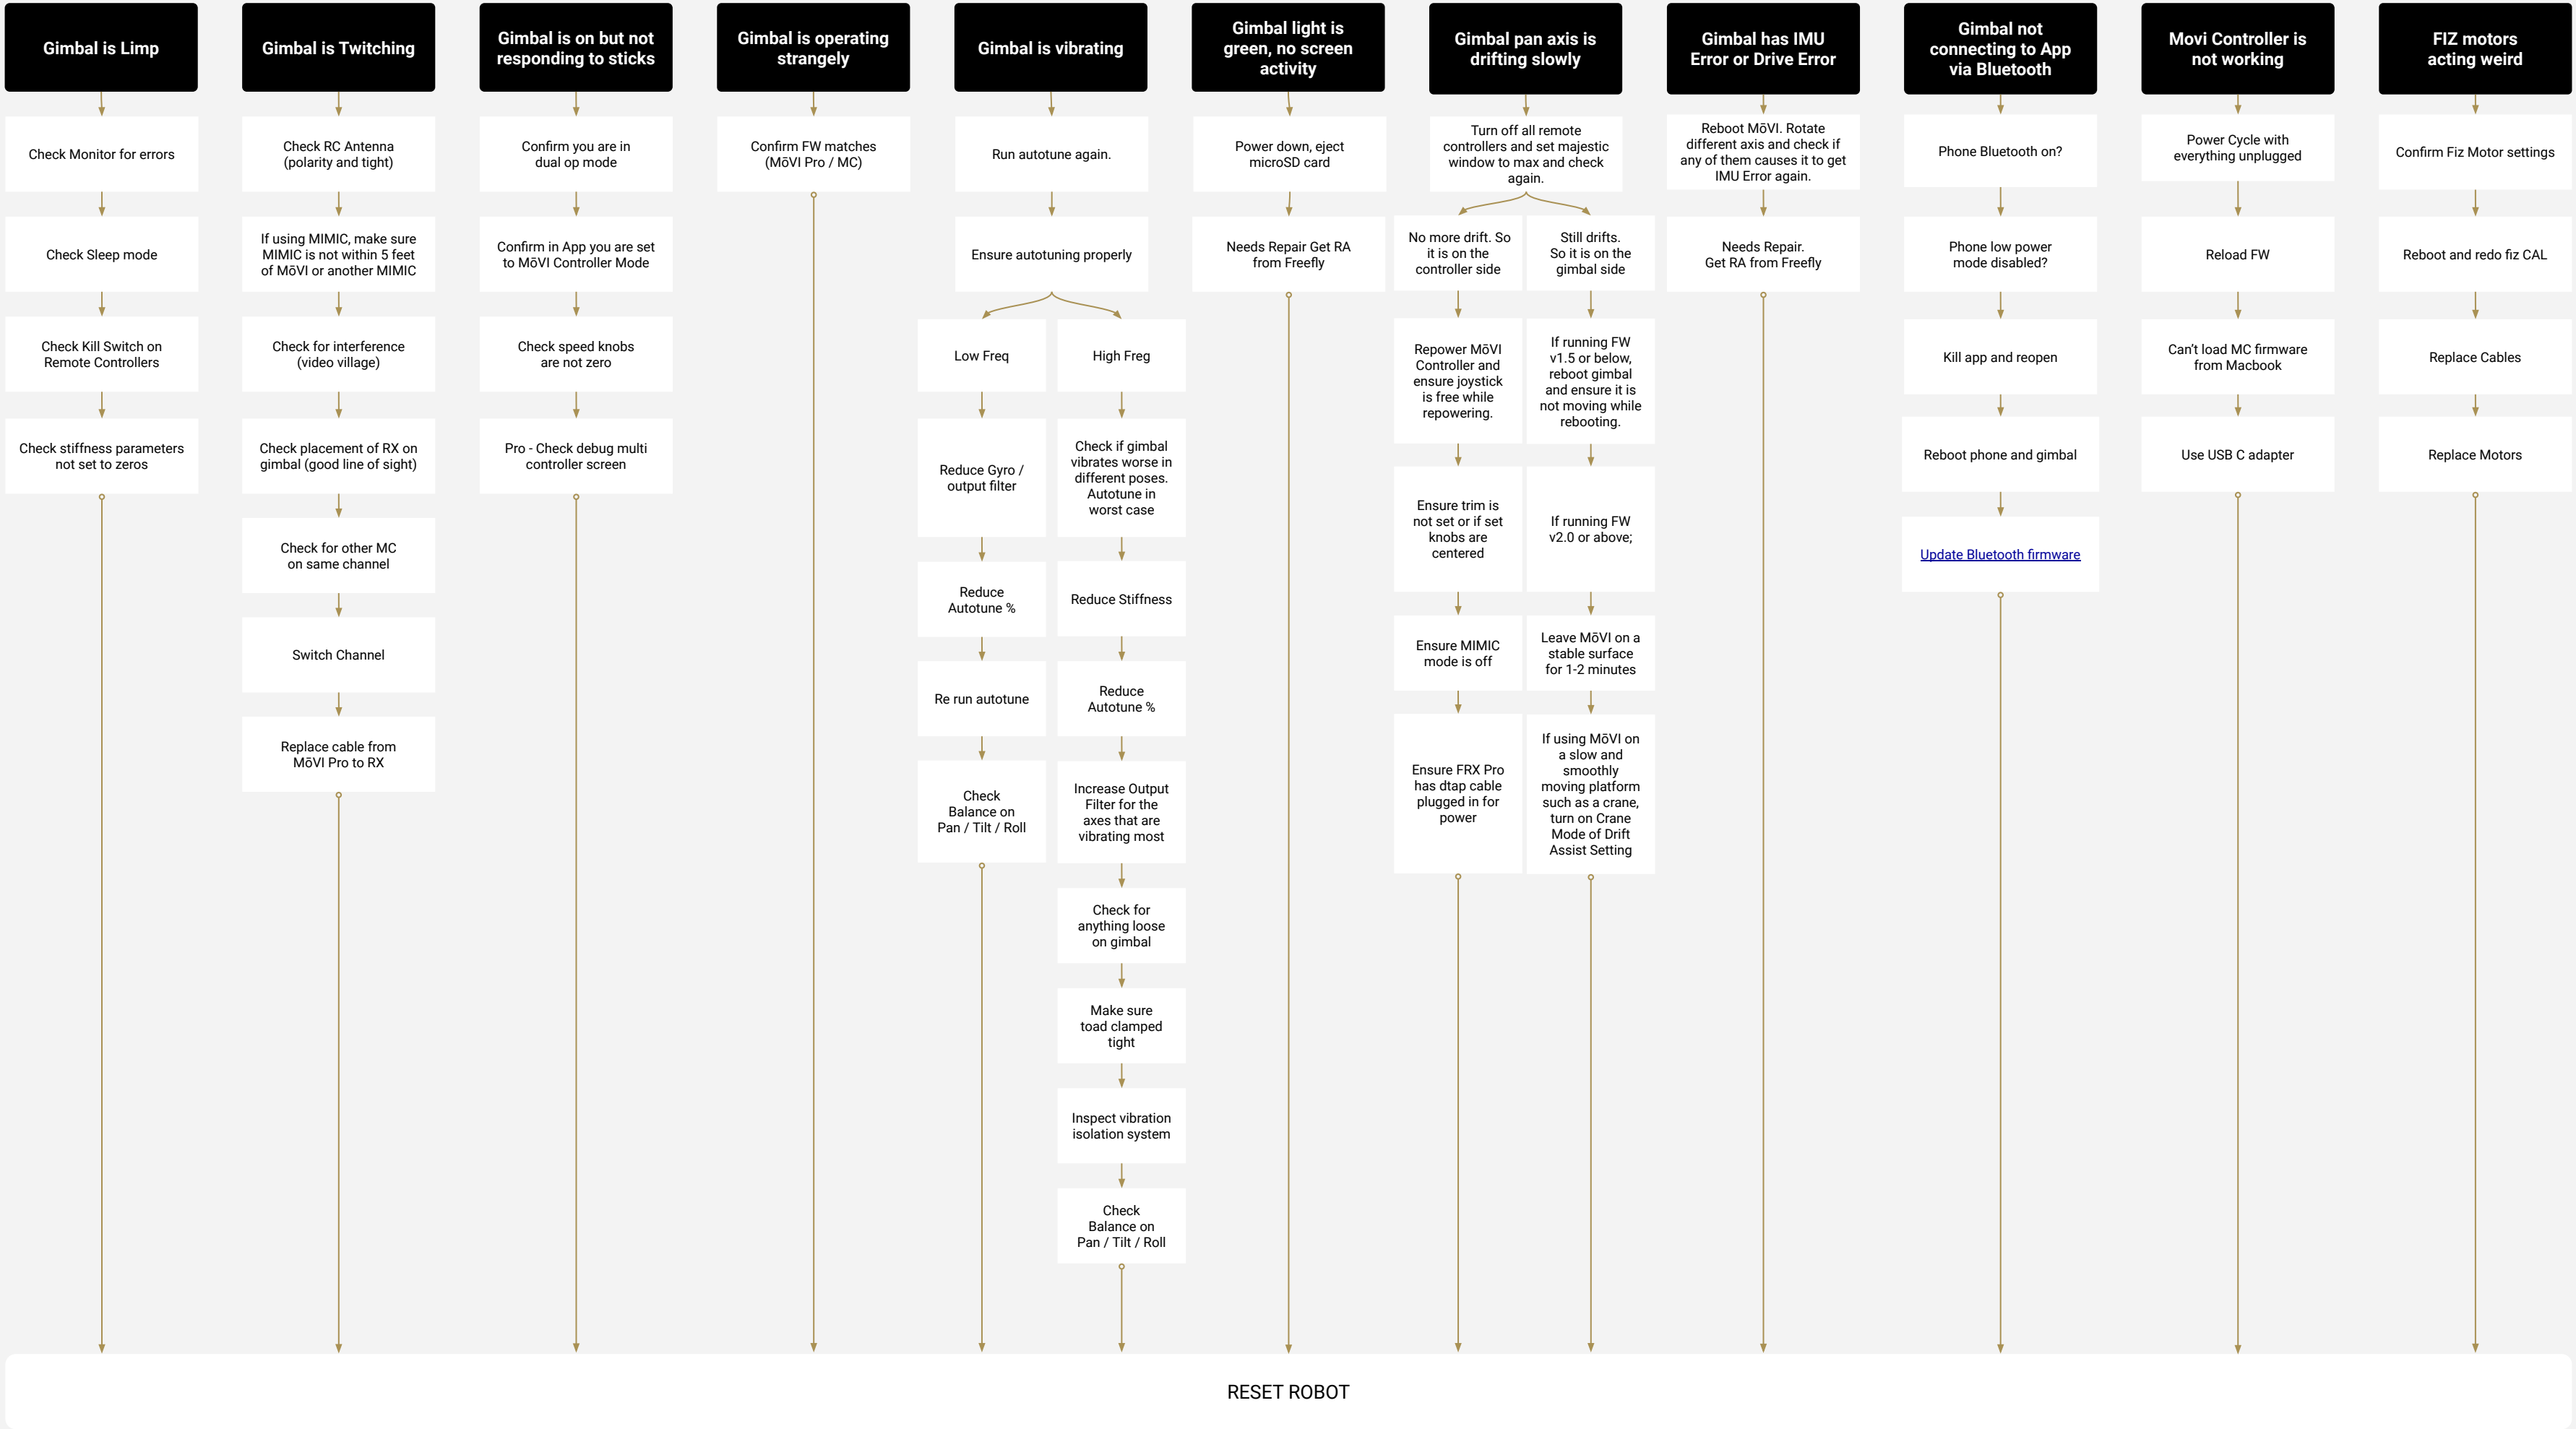 Gimbal is Limp
Check Monitor for errors
Check Sleep mode
Check Kill Switch on
Remote Controllers
Check stiffness parameters
not set to zeros
Gimbal is Twitching
Check RC Antenna
(polarity and tight)
If using MIMIC, make sure
MIMIC is not within 5 feet
of MōVI or another MIMIC
Check for interference
(video village)
Check placement of RX on
gimbal (good line of sight)
Check for other MC
on same channel
Switch Channel
Replace cable from
MōVI Pro to RX
Gimbal is on but not
responding to sticks
Confirm you are in
dual op mode
Confirm in App you are set
to MōVI Controller Mode
Check speed knobs
are not zero
Pro - Check debug multi
controller screen
Gimbal is operating
strangely
Confirm FW matches
(MōVI Pro / MC)
Gimbal is vibrating
Run autotune again.
Ensure autotuning properly
Low Freq
Reduce Gyro /
output filter
Reduce
Autotune %
Re run autotune
Check
Balance on
Pan / Tilt / Roll
High Freg
Check if gimbal
vibrates worse in
different poses.
Autotune in
worst case
Reduce Stiffness
Reduce
Autotune %
Increase Output
Filter for the
axes that are
vibrating most
Check for
anything loose
on gimbal
Make sure
toad clamped
tight
Inspect vibration
isolation system
Check
Balance on
Pan / Tilt / Roll
Gimbal light is
green, no screen
activity
Power down, eject
microSD card
Needs Repair Get RA
from Freefly
Gimbal pan axis is
drifting slowly
Turn off all remote
controllers and set majestic
window to max and check
again.
No more drift. So
it is on the
controller side
Repower MōVI
Controller and
ensure joystick
is free while
repowering.
Ensure trim is
not set or if set
knobs are
centered
Ensure MIMIC
mode is off
Ensure FRX Pro
has dtap cable
plugged in for
power
Still drifts.
So it is on the
gimbal side
If running FW
v1.5 or below,
reboot gimbal
and ensure it is
not moving while
rebooting.
If running FW
v2.0 or above;
Leave MōVI on a
stable surface
for 1-2 minutes
If using MōVI on
a slow and
smoothly
moving platform
such as a crane,
turn on Crane
Mode of Drift
Assist Setting
Gimbal has IMU
Error or Drive Error
Reboot MōVI. Rotate
different axis and check if
any of them causes it to get
IMU Error again.
Needs Repair.
Get RA from Freefly
Gimbal not
connecting to App
via Bluetooth
Phone Bluetooth on?
Phone low power
mode disabled?
Kill app and reopen
Reboot phone and gimbal
Update Bluetooth firmware
Movi Controller is
not working
Power Cycle with
everything unplugged
Reload FW
Can't load MC firmware
from Macbook
Use USB C adapter
FIZ motors
acting weird
Confirm Fiz Motor settings
Reboot and redo fiz CAL
Replace Cables
Replace Motors
RESET ROBOT